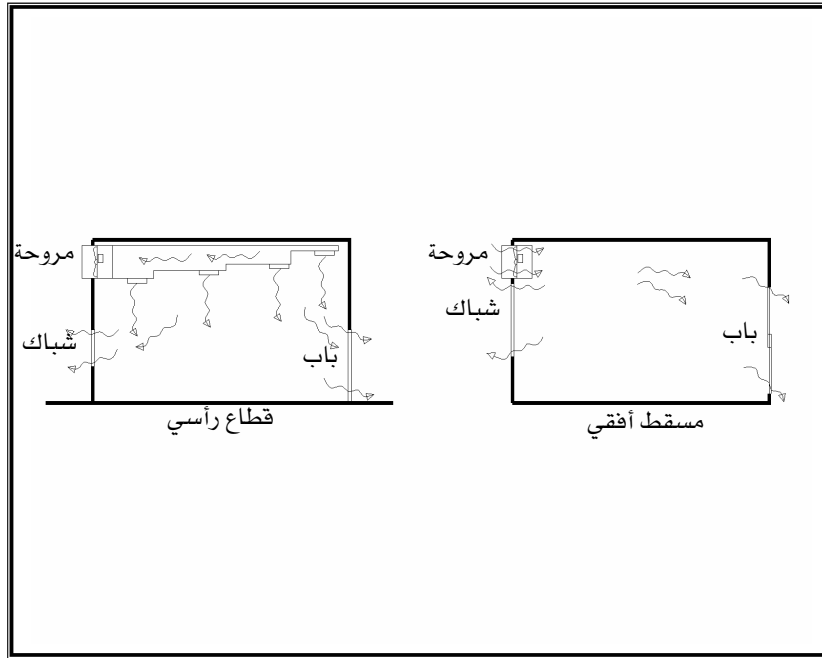 مروحة
مروحة
شباك
شباك
باب
باب
قطاع رأسي
مسقط أفقي